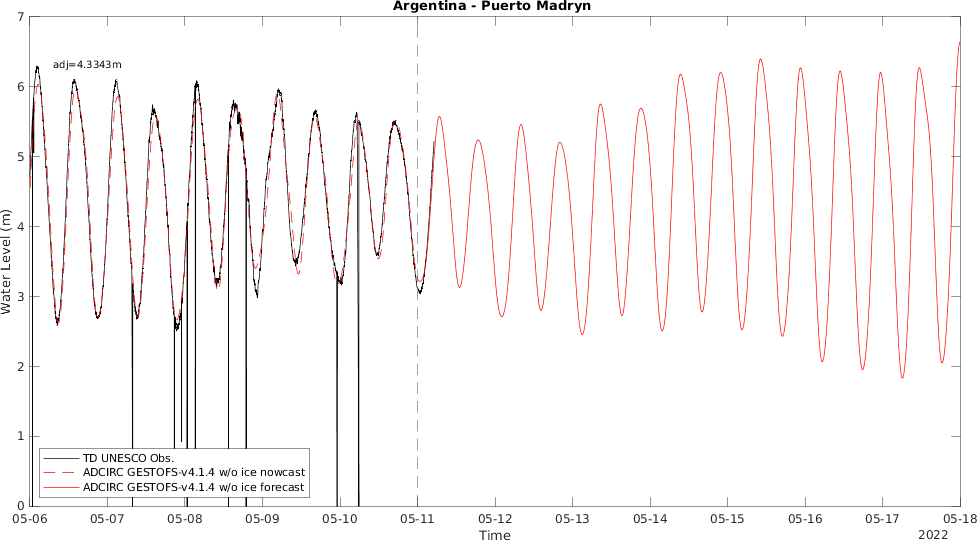 Argentina - Puerto Madryn
adj=4.3343m
7
6
5
4
3
2
1
0
Water Level (m)
TD UNESCO Obs.
ADCIRC GESTOFS-v4.1.4 w/o ice nowcast
ADCIRC GESTOFS-v4.1.4 w/o ice forecast
05-06 05-07 05-08 05-09 05-10 05-11 05-12 05-13 05-14 05-15 05-16 05-17 05-18
Time
2022